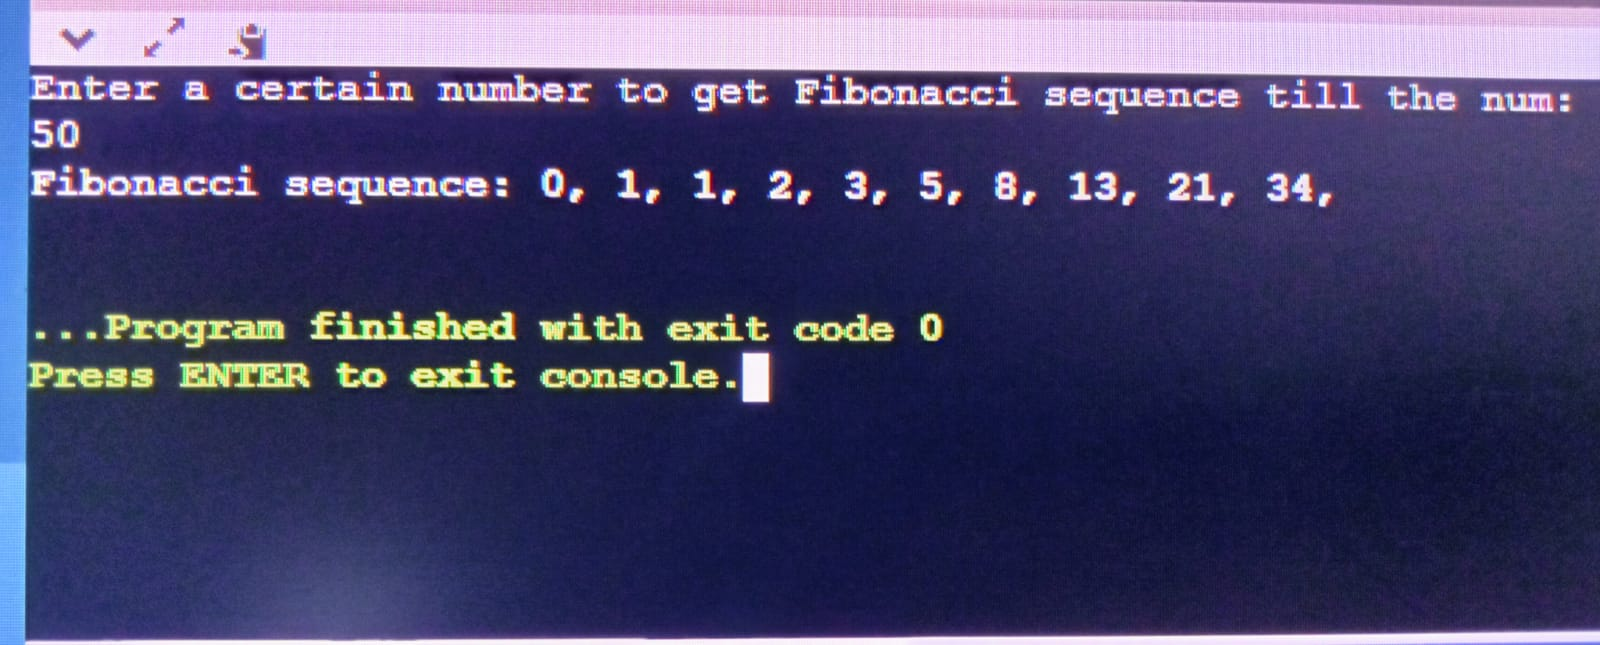 Enter a certain number to get Fibonacci sequence till the num:
50
Fibonacci sequence: 0, 1, 1, 2, 3, 5, 8, 13, 21, 34,
...Program finished with exit code 0
Press ENTER to exit console.